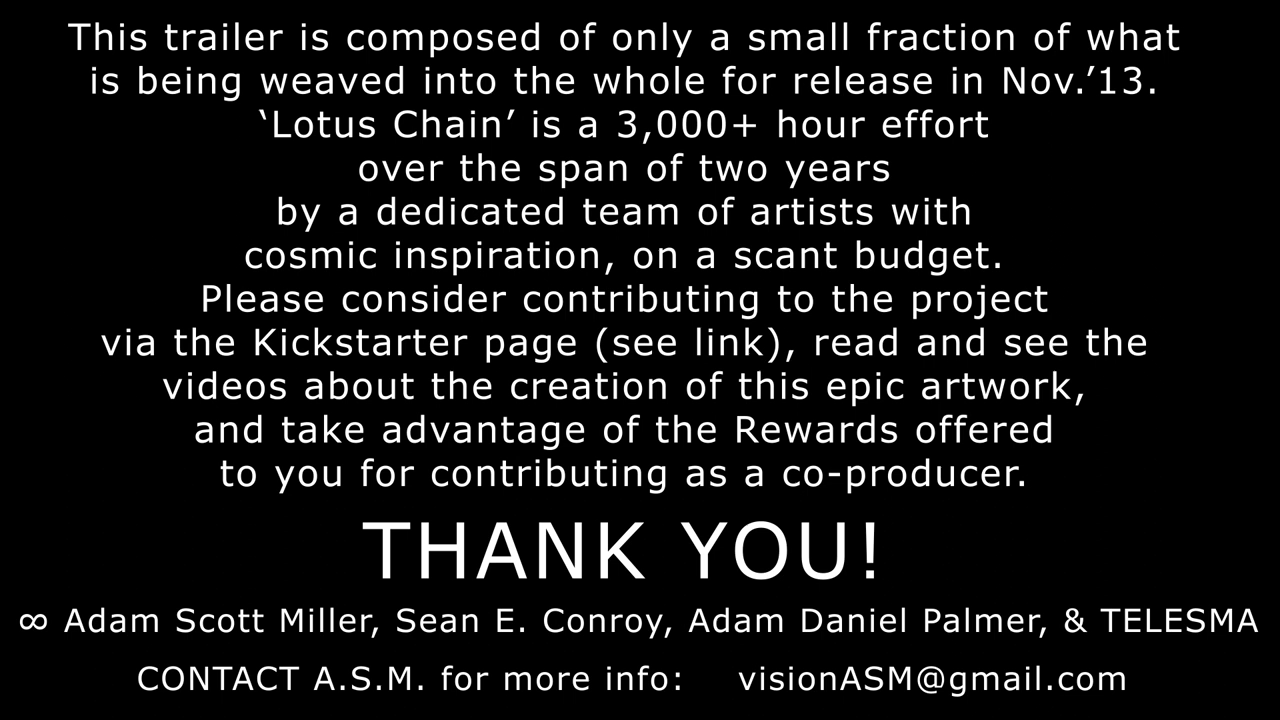 This trailer is composed of only a small fraction of what
is being weaved into the whole for release in Nov.’13.
‘Lotus Chain’ is a 3,000+ hour effort
over the span of two years
by a dedicated team of artists with
cosmic inspiration, on a scant budget.
Please consider contributing to the project
via the Kickstarter page (see link), read and see the
videos about the creation of this epic artwork,
and take advantage of the Rewards offered
to you for contributing as a co-producer.
THANK YOU!
∞ Adam Scott Miller, Sean E. Conroy, Adam Daniel Palmer, & TELESMA
CONTACT A.S.M. for more info: visionASM@gmail.com